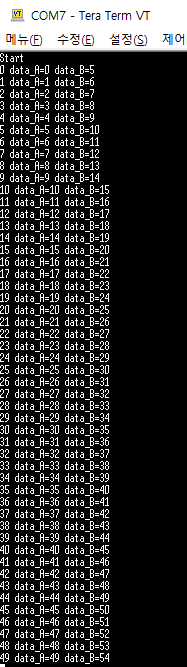 VT COM7 - Tera Term VT
메뉴(F) 수정(E) 설정(S) 제어
Start
0 data_A=0 data_B=5
1 data_A=1 data_B=6
2 data_A=2 data_B=7
3 data_A=3 data_B=8
4 data_A=4 data_B=9
5 data_A=5 data_B=10
6 data_A=6 data_B=11
7 data_A=7 data_B=12
8 data_A=8 data_B=13
9 data_A=9 data_B=14
10 data_A=10 data_B=15
11 data_A=11 data_B=16
12 data_A=12 data_B=17
13 data_A=13 data_B=18
14 data_A=14 data_B=19
15 data_A=15 data_B=20
16 data_A=16 data_B=21
17 data_A=17 data_B=22
18 data_A=18 data_B=23
19 data_A=19 data_B=24
20 data_A=20 data_B=25
21 data_A=21 data_B=26
22 data_A=22 data_B=27
23 data_A=23 data_B=28
24 data_A=24 data_B=29
25 data_A=25 data_B=30
26 data_A=26 data_B=31
27 data_A=27 data_B=32
28 data_A=28 data_B=33
29 data_A=29 data_B=34
30 data_A=30 data_B=35
31 data_A=31 data_B=36
32 data_A=32 data_B=37
33 data_A=33 data_B=38
34 data_A=34 data_B=39
35 data_A=35 data_B=40
36 data_A=36 data_B=41
37 data_A=37 data_B=42
38 data_A=38 data_B=43
39 data_A=39 data_B=44
40 data_A=40 data_B=45
41 data_A=41 data_B=46
42 data_A=42 data_B=47
43 data_A=43 data_B=48
44 data_A=44 data_B=49
45 data_A=45 data_B=50
46 data_A=46 data_B=51
47 data_A=47 data_B=52
48 data_A=48 data_B=53
49 data_A=49 data_B=54